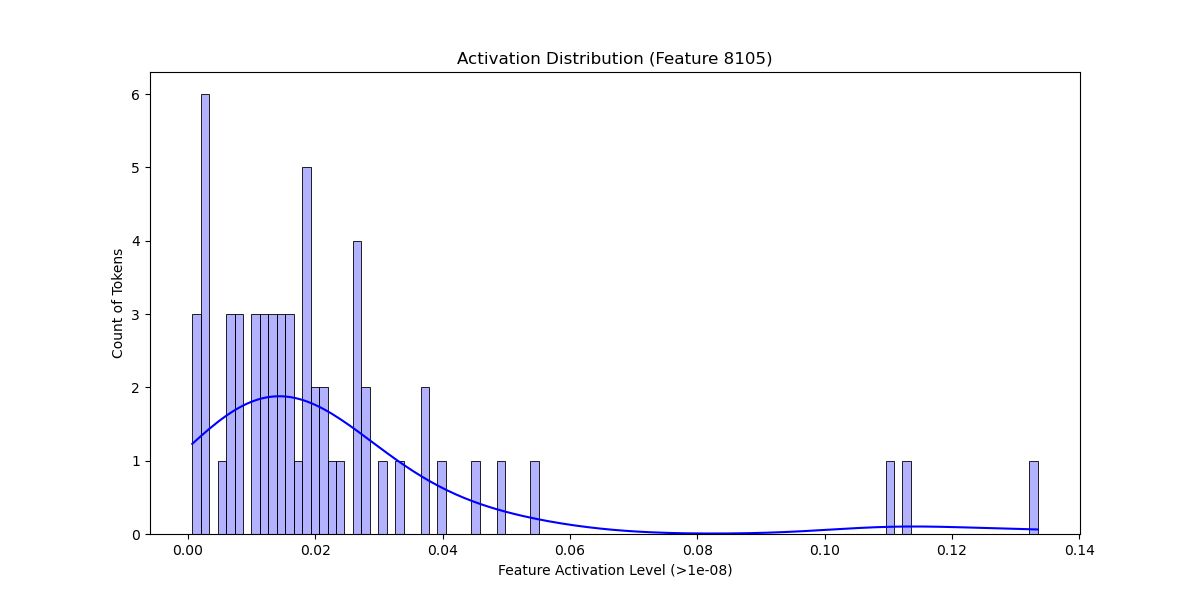 Activation Distribution (Feature 8105)
6
5
4
3
2
1
0
Count of Tokens
0.00 0.02 0.04 0.06 0.08 0.10 0.12 0.14
Feature Activation Level (>1e-08)